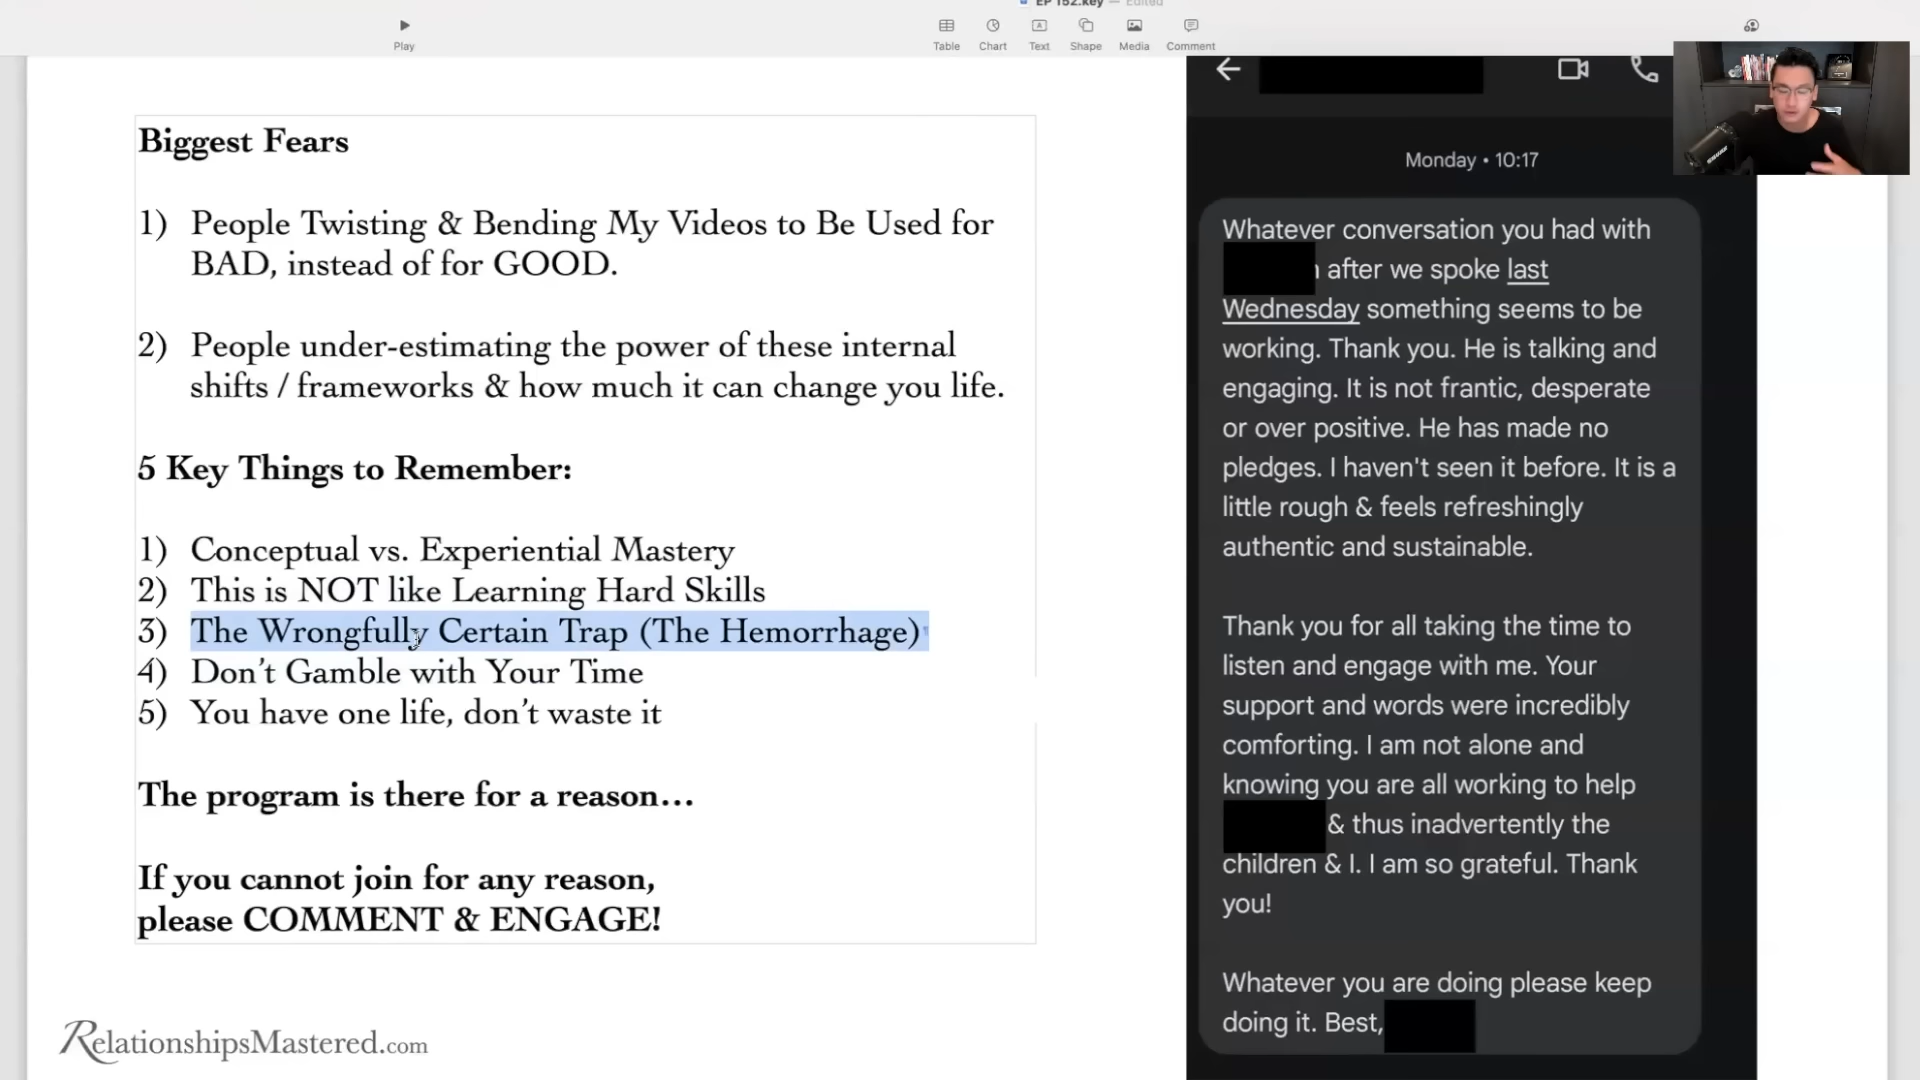 EP 152.key — Edited
Play
Table
Chart
Text
Shape
Media
Comment
Biggest Fears
1) People Twisting & Bending My Videos to Be Used for
BAD, instead of for GOOD.
2) People under-estimating the power of these internal
shifts / frameworks & how much it can change you life.
5 Key Things to Remember:
1) Conceptual vs. Experiential Mastery
2) This is NOT like Learning Hard Skills
3) The Wrongfully Certain Trap (The Hemorrhage)
4) Don’t Gamble with Your Time
5) You have one life, don’t waste it
The program is there for a reason…
If you cannot join for any reason,
please COMMENT & ENGAGE!
RelationshipsMastered.com
Monday • 10:17
Whatever conversation you had with
after we spoke last
Wednesday something seems to be
working. Thank you. He is talking and
engaging. It is not frantic, desperate
or over positive. He has made no
pledges. I haven't seen it before. It is a
little rough & feels refreshingly
authentic and sustainable.
Thank you for all taking the time to
listen and engage with me. Your
support and words were incredibly
comforting. I am not alone and
knowing you are all working to help
& thus inadvertently the
children & I. I am so grateful. Thank
you!
Whatever you are doing please keep
doing it. Best,